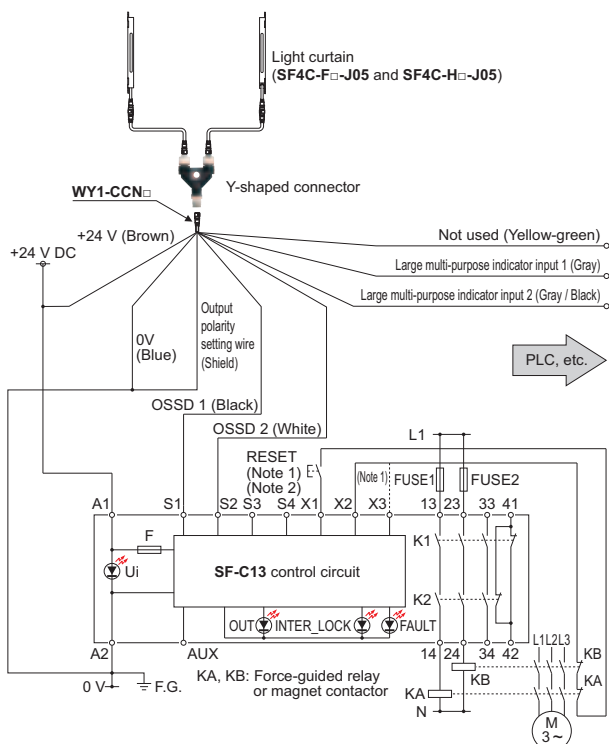 Light curtain
(SF4C-F□-J05 and SF4C-H□-J05)
WY1-CCN□
Y-shaped connector
+24 V (Brown)
+24 V DC
Not used (Yellow-green)
Large multi-purpose indicator input 1 (Gray)
Large multi-purpose indicator input 2 (Gray / Black)
0V
(Blue)
Output
polarity
setting wire
(Shield)
PLC, etc.
OSSD 1 (Black)
OSSD 2 (White)
L1
RESET
(Note 1)
(Note 2)
(Note 1)
FUSE1
FUSE2
A1
S1
S2
S3
S4
X1
X2
X3
13
23
33
41
F
Ui
SF-C13 control circuit
K1
K2
OUT
INTER_LOCK
FAULT
A2
AUX
14
24
34
42
L1
L2
L3
0 V
F.G.
KA, KB: Force-guided relay
or magnet contactor
KB
KA
N
KB
KA
M
3~